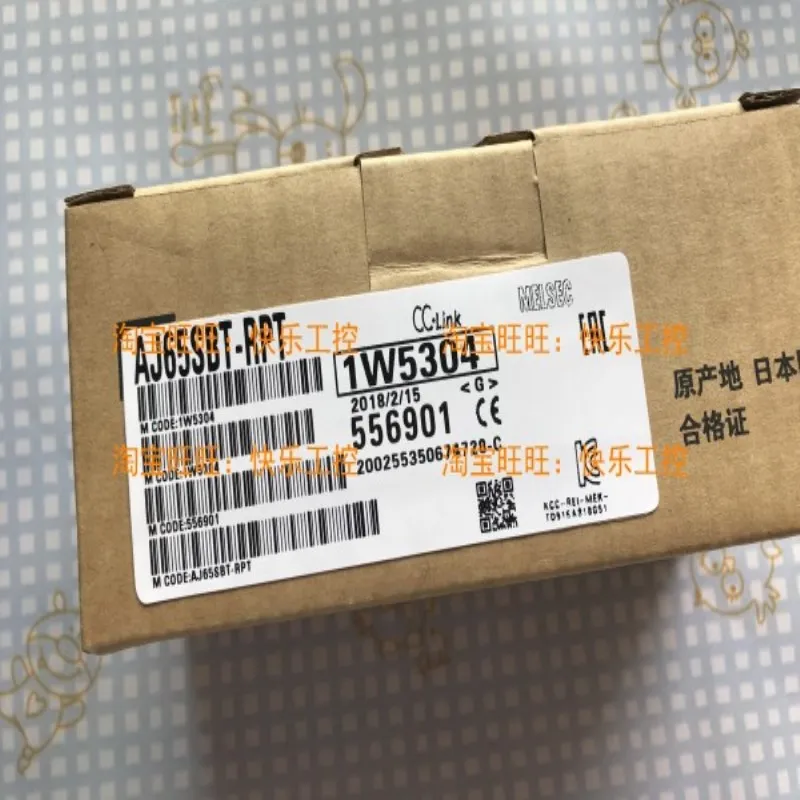 CC-Link
MELSEC
AJ65SBT-RPT
淘宝旺旺：快乐工控
淘宝旺旺：快乐工控
1W5304
EAC
M CODE:1W5304
2018/2/15
<G>
556901
CE
原产地 日本
合格证
淘宝旺旺：快乐工控
淘宝旺旺：快乐工控
M CODE:556901
KCC-REI-MEK-
M CODE:AJ65SBT-RPT